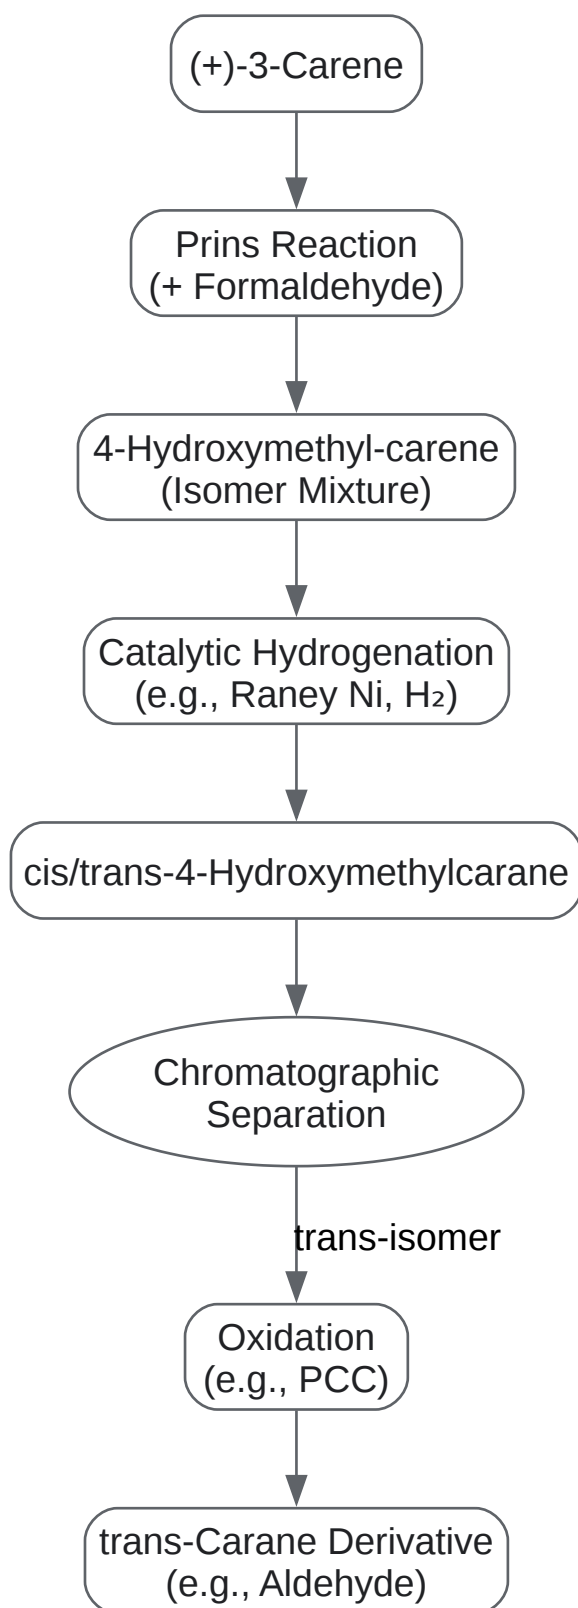 (+)-3-Carene
Prins Reaction
(+ Formaldehyde)
4-Hydroxymethyl-carene
(Isomer Mixture)
Catalytic Hydrogenation
(e.g., Raney Ni, H₂)
cis/trans-4-Hydroxymethylcarane
Chromatographic
Separation
trans-isomer
Oxidation
(e.g., PCC)
trans-Carane Derivative
(e.g., Aldehyde)